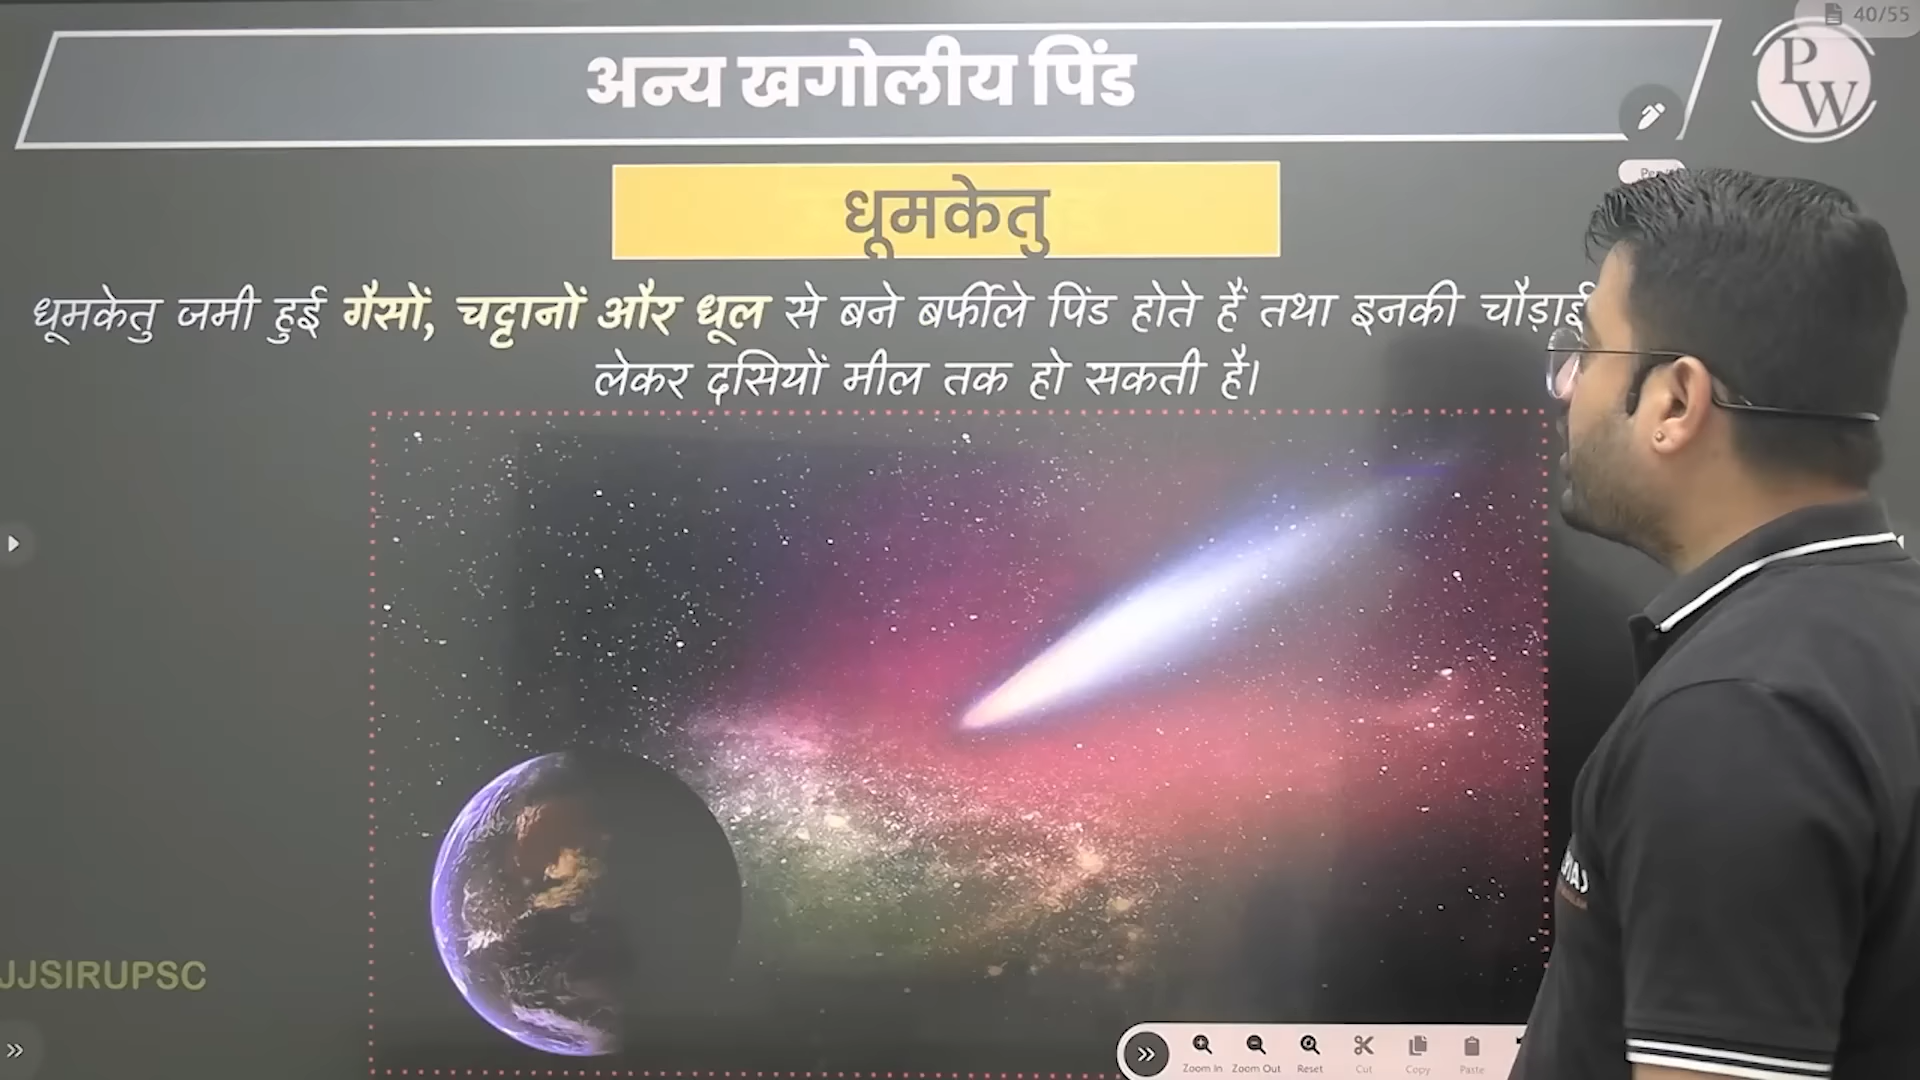 40/55
अन्य खगोलीय पिंड
PW
धूमकेतु
धूमकेतु जमी हुई गैसों, चट्टानों और धूल से बने बर्फीले पिंड होते हैं तथा इनकी चौड़ाई
लेकर दसियों मील तक हो सकती है।
JJSIRUPSC
Zoom In Zoom Out Reset Cut Copy Paste